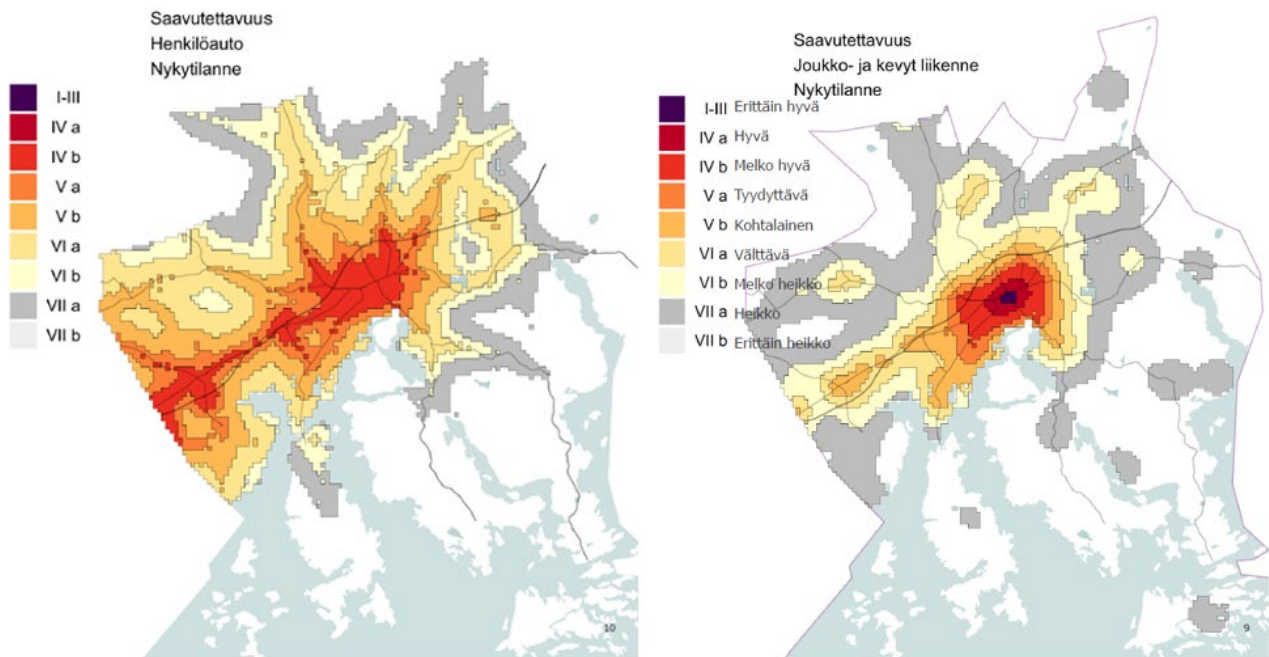 Saavutettavuus
Henkilöauto
Nykytilanne
I-III
IV a
IV b
V a
V b
VI a
VI b
VII a
VII b
10
Saavutettavuus
Joukko- ja kevyt liikenne
Nykytilanne
I-III Erittäin hyvä
IV a Hyvä
IV b Melko hyvä
V a Tyydyttävä
V b Kohtalainen
VI a Välttävä
VI b Melko heikko
VII a Heikko
VII b Erittäin heikko
9